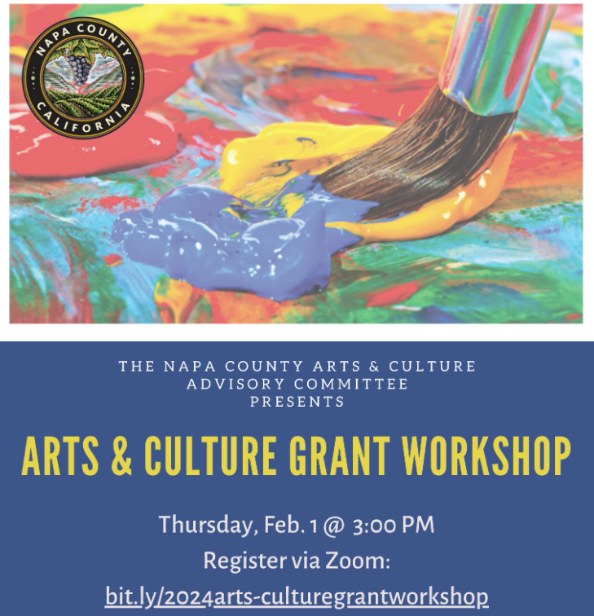 NAPA COUNTY
CALIFORNIA
THE NAPA COUNTY ARTS & CULTURE
ADVISORY COMMITTEE
PRESENTS
ARTS & CULTURE GRANT WORKSHOP
Thursday, Feb. 1 @ 3:00 PM
Register via Zoom:
bit.ly/2024arts-culturegrantworkshop